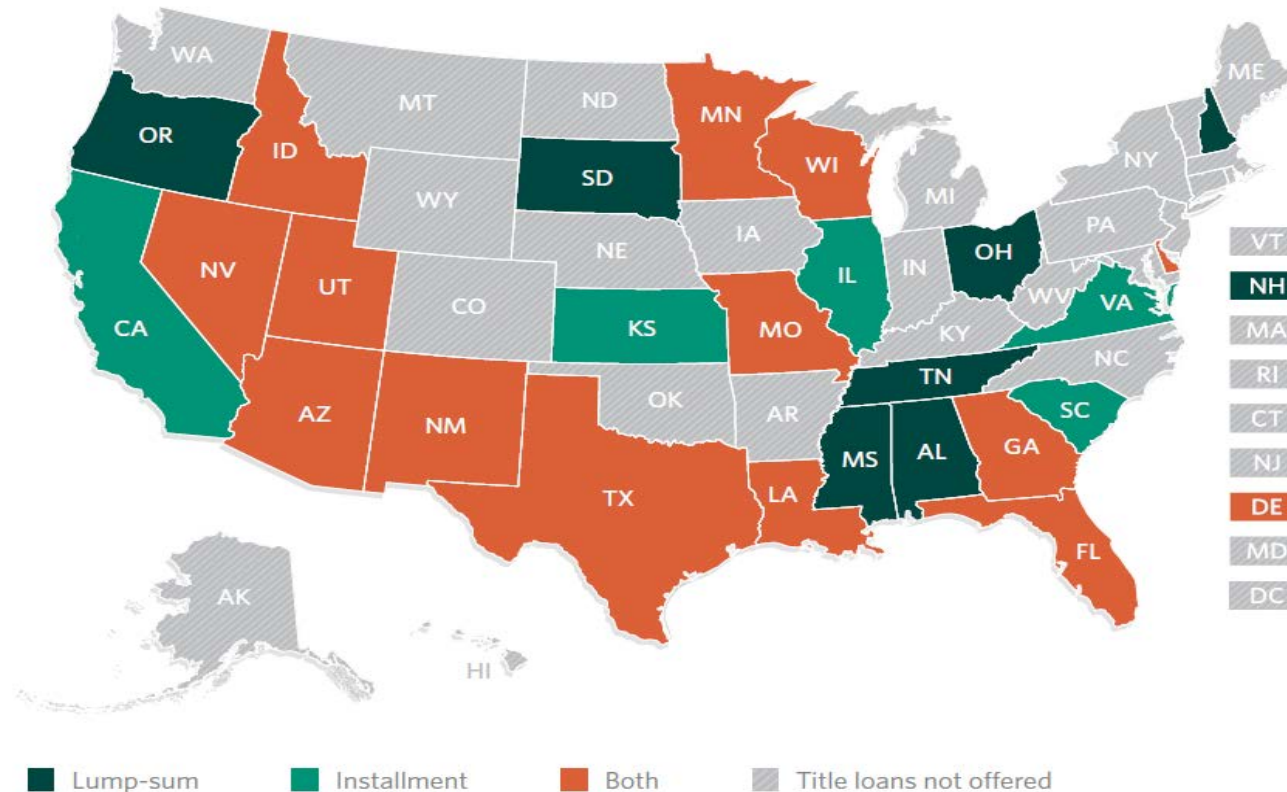 WA
ME
MT
ND
MN
OR
ID
SD
WI
NY
WY
MI
IA
PA
NE
NV
UT
CO
IL
IN
OH
WV
VA
CA
KS
MO
KY
NC
TN
OK
AR
SC
AZ
NM
MS
AL
GA
TX
LA
FL
AK
HI
VT
NH
MA
RI
CT
NJ
DE
MD
DC
Lump-sum Installment Both Title loans not offered